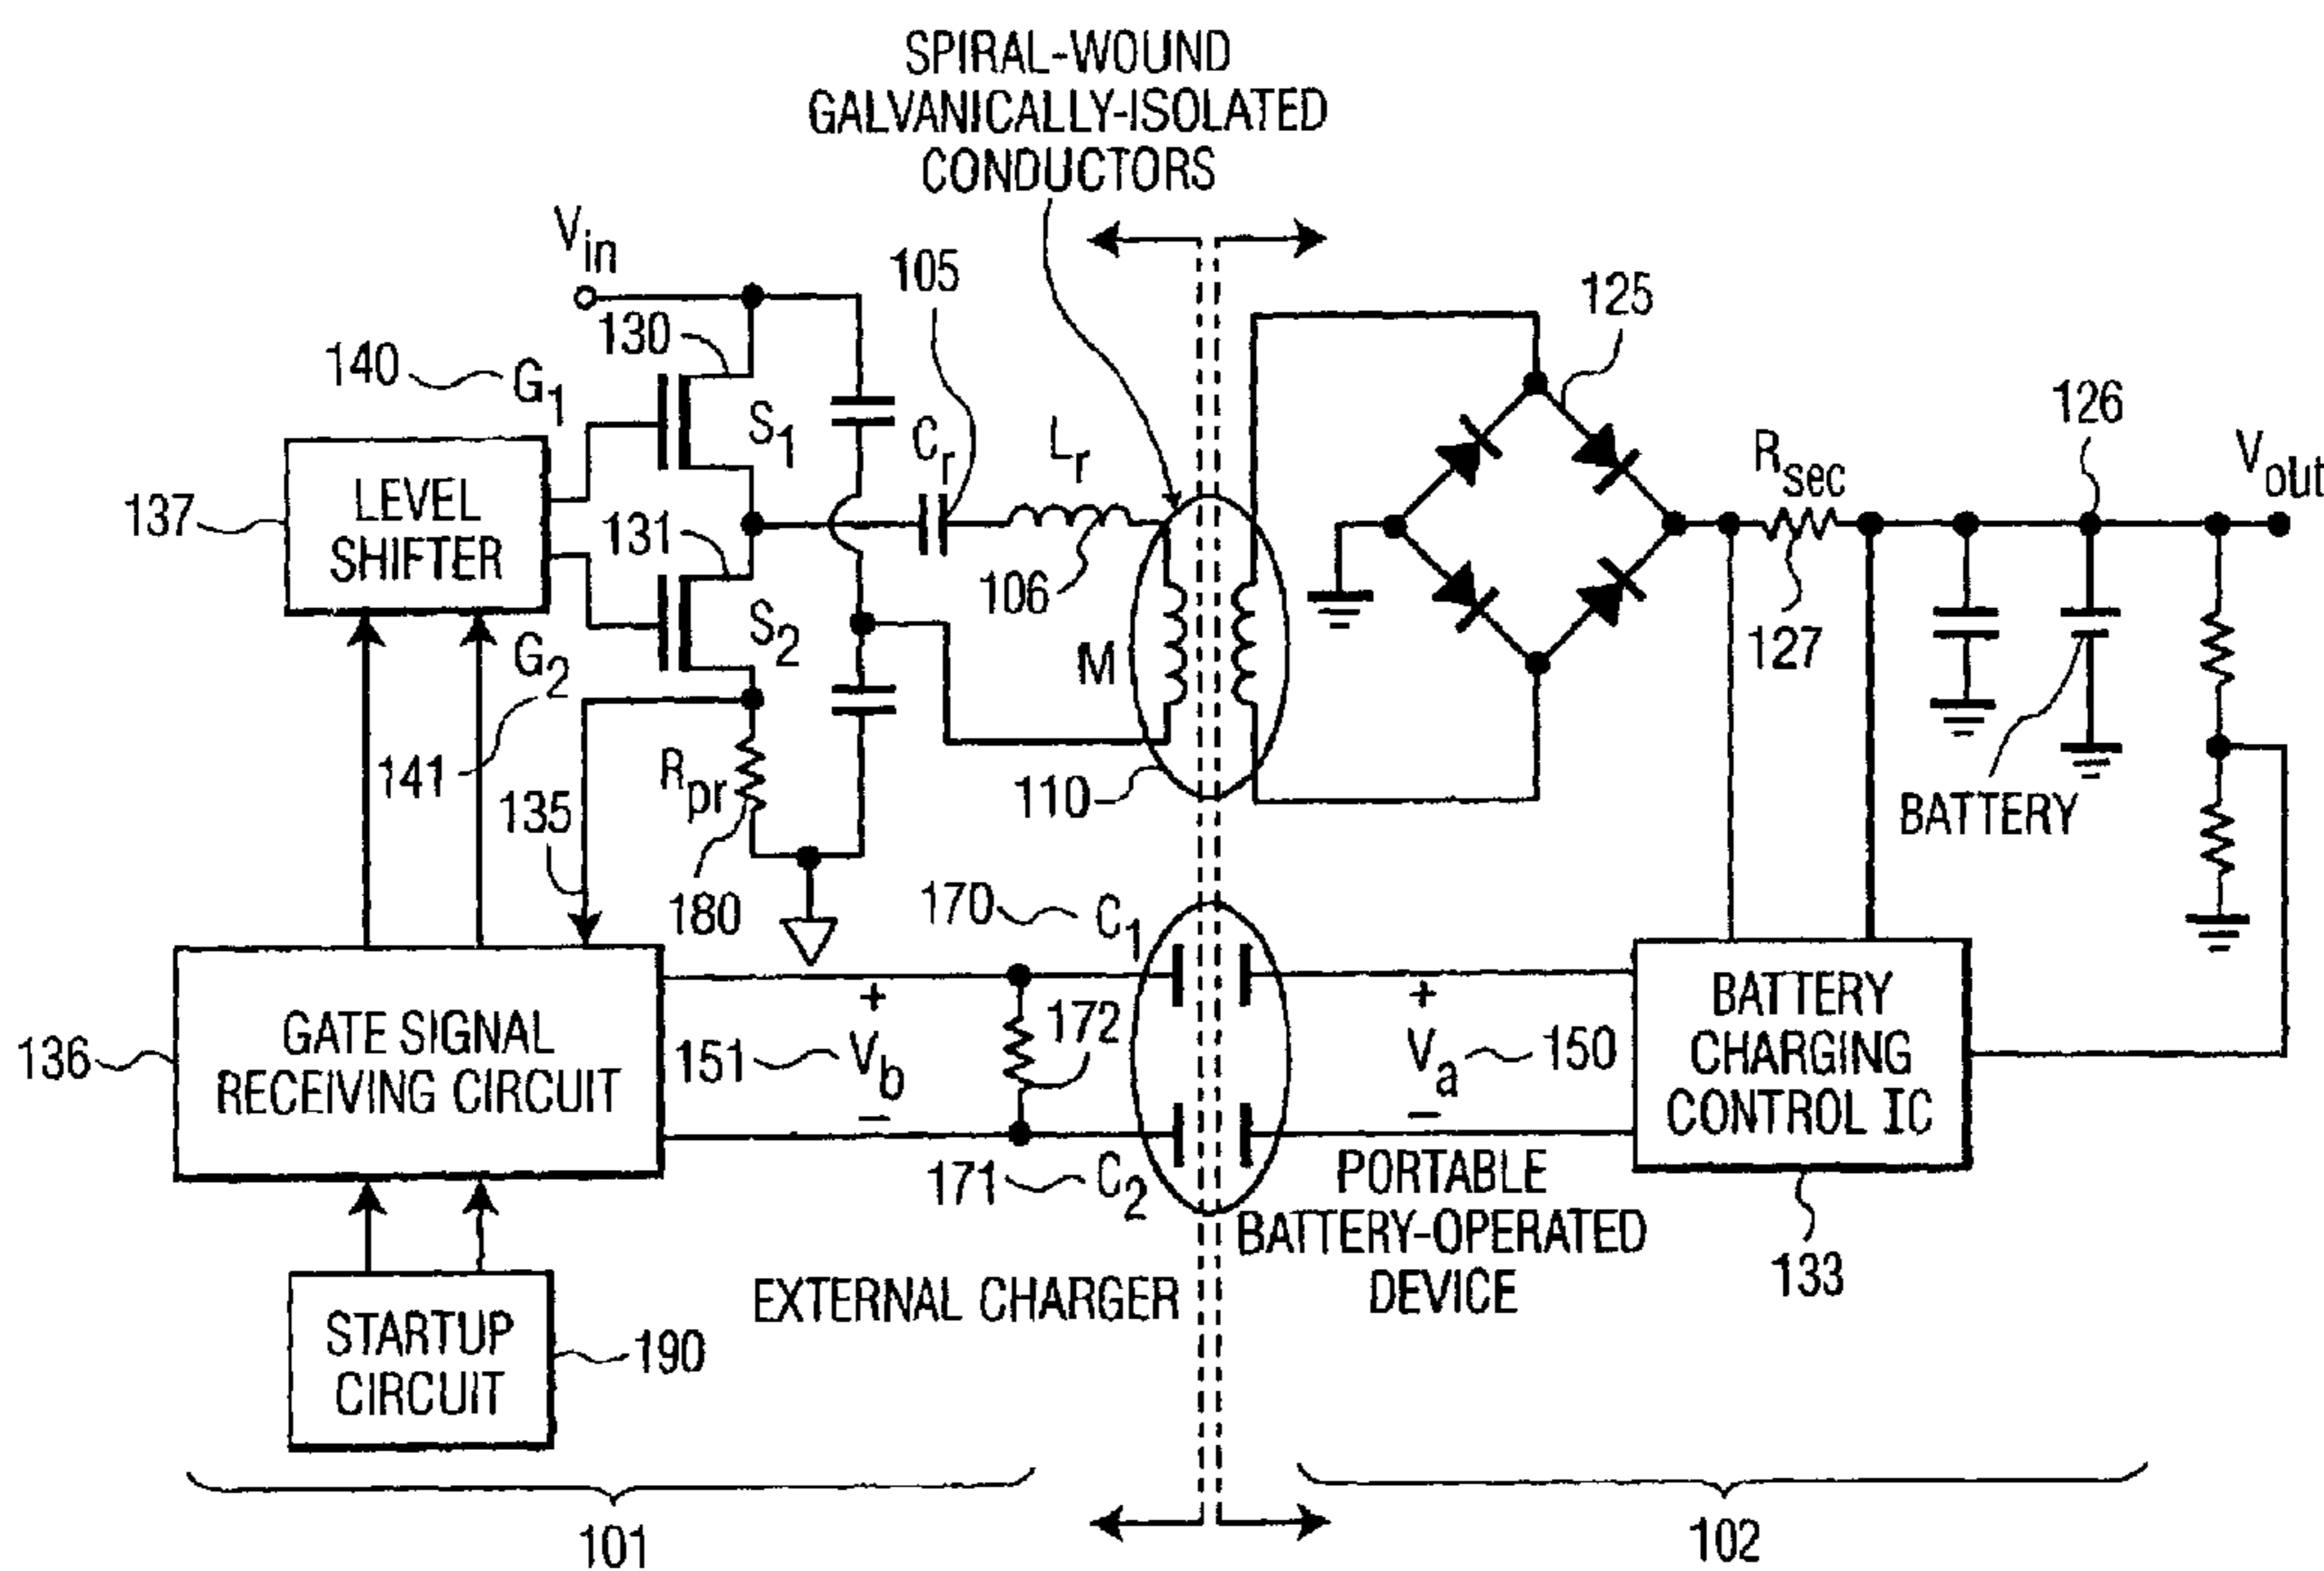 SPIRAL-WOUND
GALVANICALLY-ISOLATED
CONDUCTORS
Vin
105
125
130
140
G1
S1
Cr
Lr
126
Rsec
Vout
137
LEVEL
SHIFTER
131
106
127
G2
S2
M
141
135
Rpr
110
BATTERY
180
170
C1
136
GATE SIGNAL
RECEIVING CIRCUIT
+
151
Vb
−
172
+
Va
150
−
BATTERY
CHARGING
CONTROL IC
171
C2
PORTABLE
BATTERY-OPERATED
DEVICE
133
EXTERNAL CHARGER
STARTUP
CIRCUIT
190
101
102